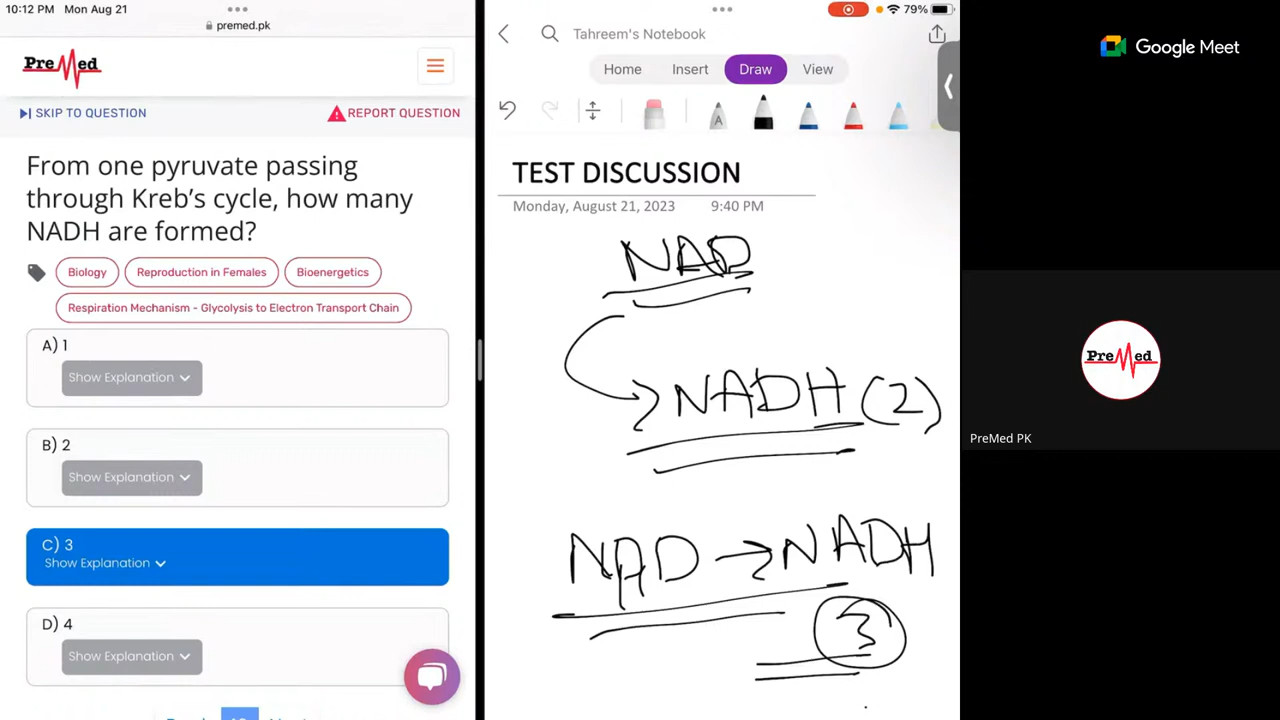 10:12 PM Mon Aug 21
premed.pk
PreMed
SKIP TO QUESTION
REPORT QUESTION
From one pyruvate passing
through Kreb’s cycle, how many
NADH are formed?
Biology
Reproduction in Females
Bioenergetics
Respiration Mechanism - Glycolysis to Electron Transport Chain
A) 1
Show Explanation
B) 2
Show Explanation
C) 3
Show Explanation
D) 4
Show Explanation
79%
Tahreem's Notebook
Home
Insert
Draw
View
A
TEST DISCUSSION
Monday, August 21, 2023 9:40 PM
NAD
NADH (2)
NAD → NADH
3
Google Meet
PreMed
PreMed PK